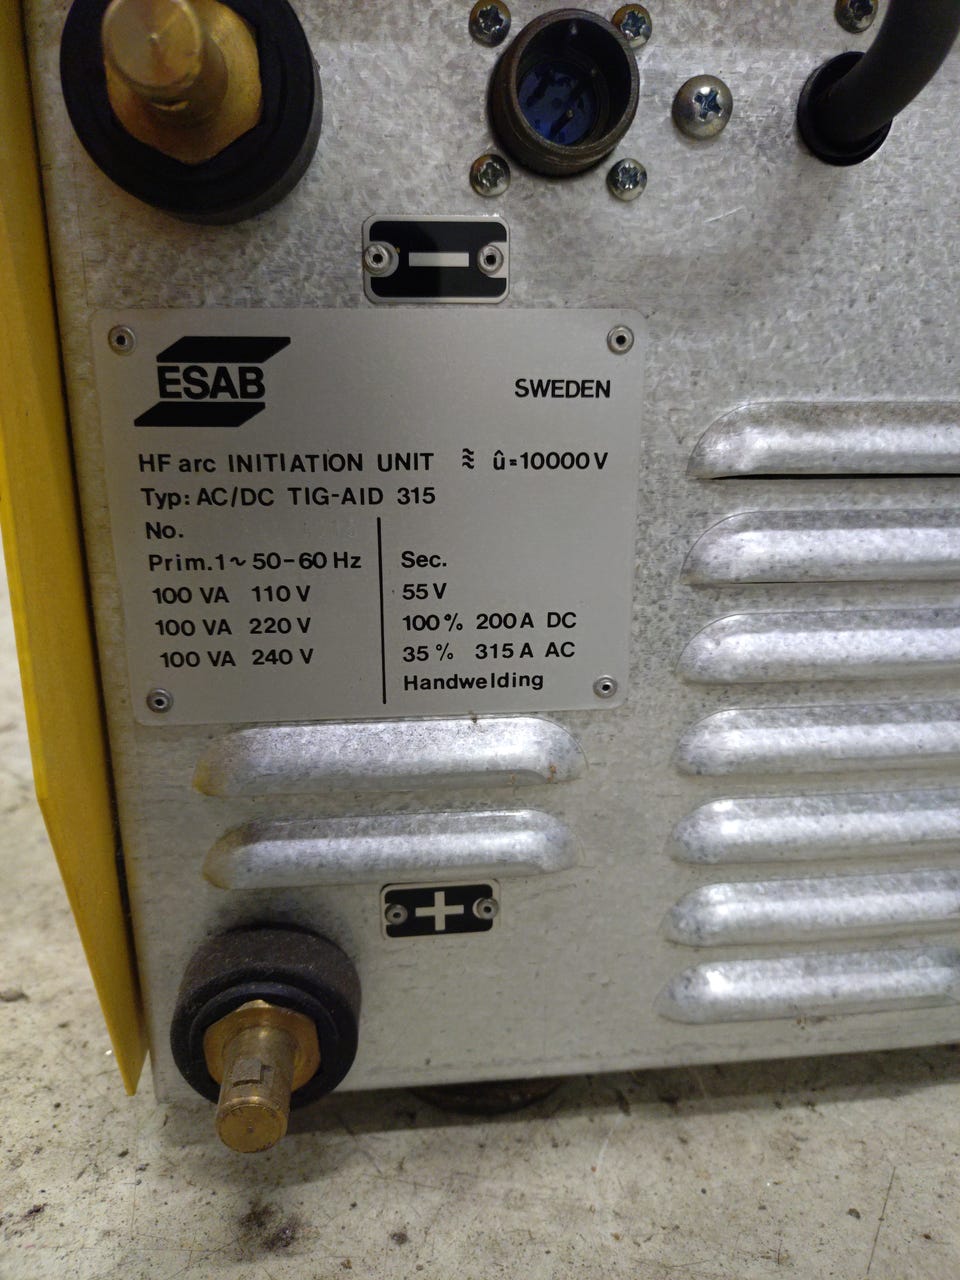 −
ESAB
SWEDEN
HF arc INITIATION UNIT ≋ û=10000V
Typ: AC/DC TIG-AID 315
No.
Prim.1~50-60 Hz
100 VA 110 V
100 VA 220 V
100 VA 240 V
Sec.
55 V
100% 200 A DC
35% 315 A AC
Handwelding
+